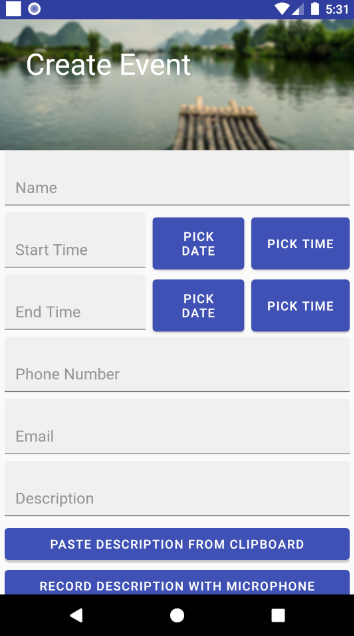 5:31
Create Event
Name
Start Time
PICK
DATE
PICK TIME
End Time
PICK
DATE
PICK TIME
Phone Number
Email
Description
PASTE DESCRIPTION FROM CLIPBOARD
RECORD DESCRIPTION WITH MICROPHONE